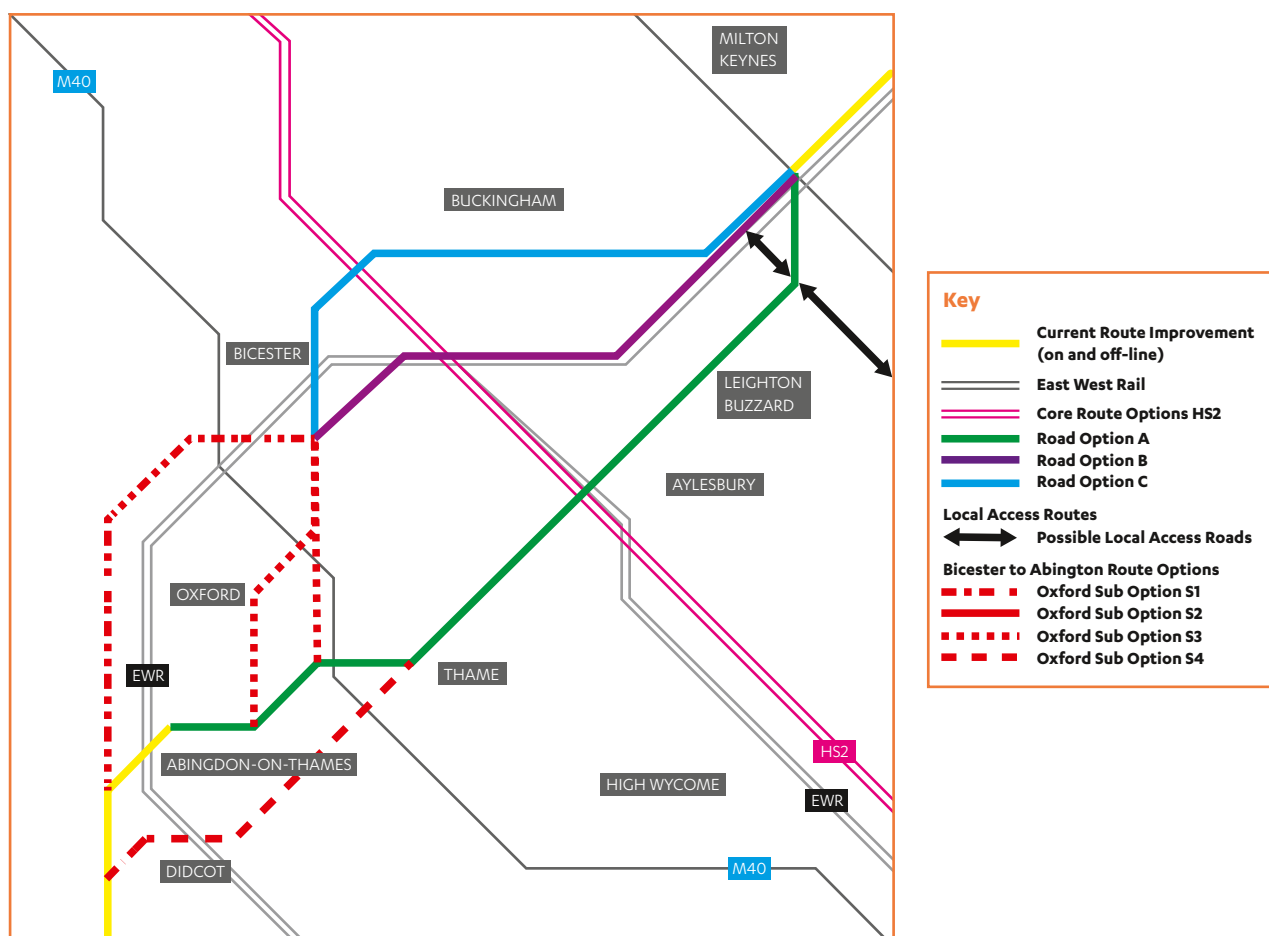 MILTON
KEYNES
M40
BUCKINGHAM
BICESTER
LEIGHTON
BUZZARD
AYLESBURY
OXFORD
EWR
THAME
ABINGDON-ON-THAMES
HS2
HIGH WYCOME
EWR
DIDCOT
M40
Key
Current Route Improvement
(on and off-line)
East West Rail
Core Route Options HS2
Road Option A
Road Option B
Road Option C
Local Access Routes
Possible Local Access Roads
Bicester to Abington Route Options
Oxford Sub Option S1
Oxford Sub Option S2
Oxford Sub Option S3
Oxford Sub Option S4